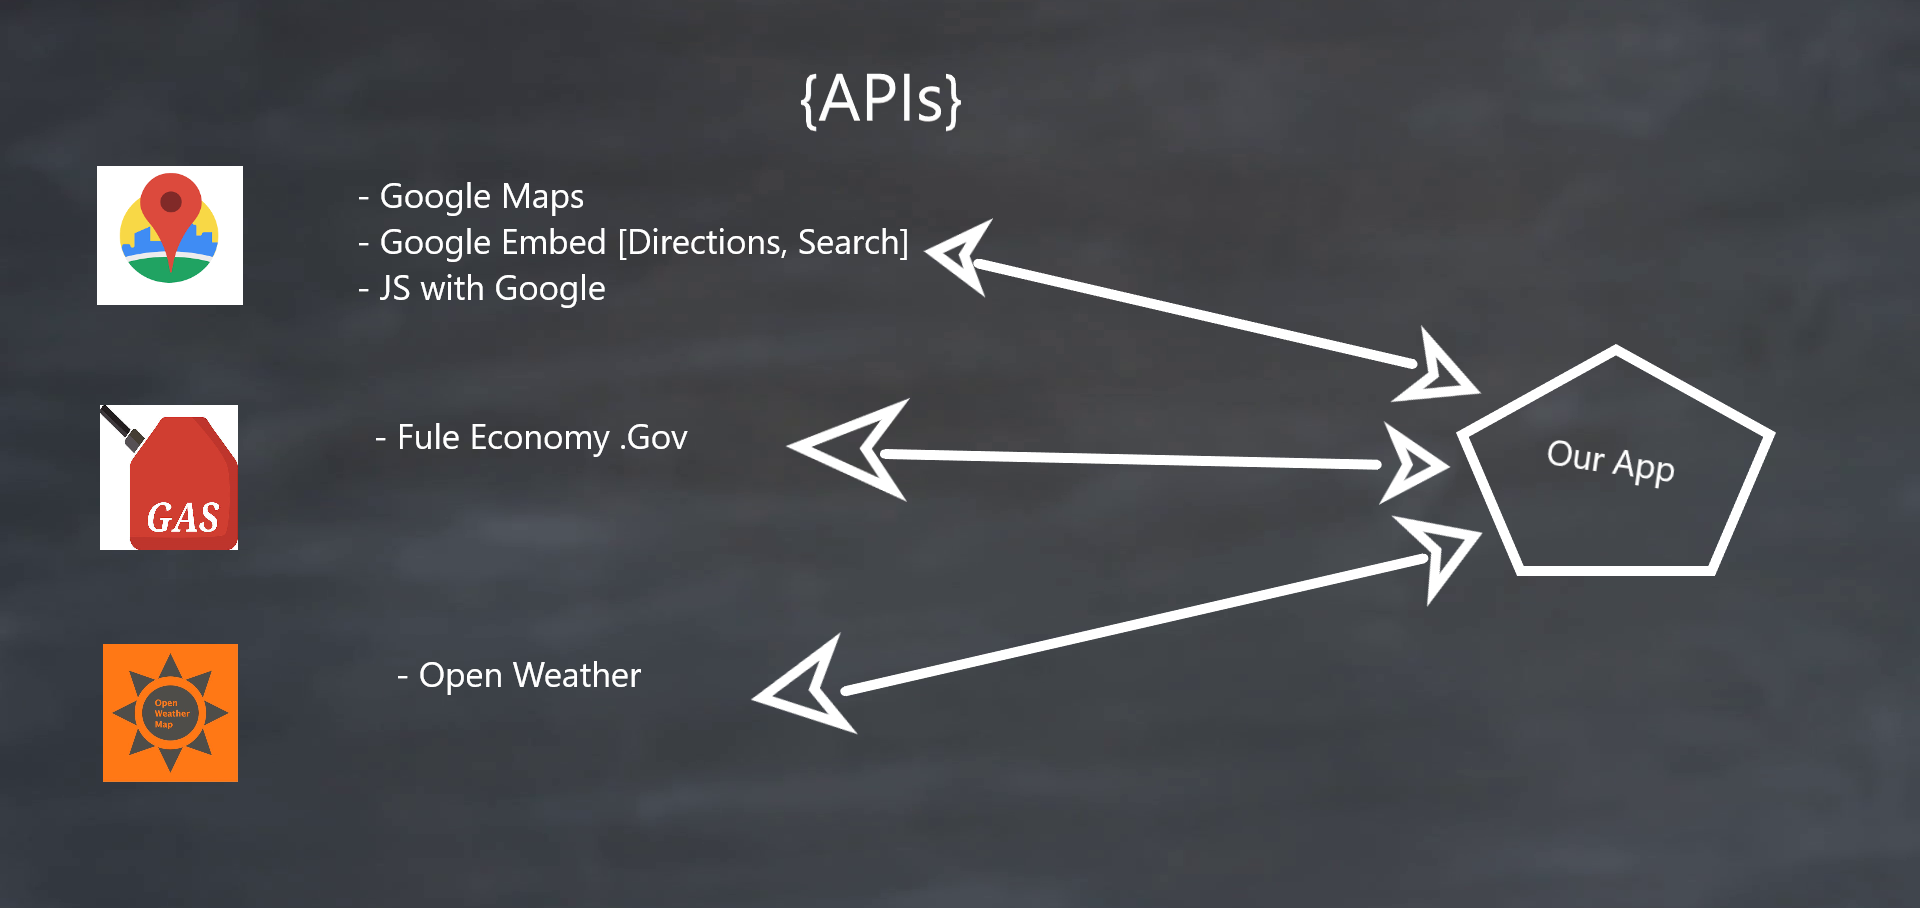 {APIs}
- Google Maps
- Google Embed [Directions, Search]
- JS with Google
- Fule Economy .Gov
Our App
GAS
- Open Weather
Open
Weather
Map